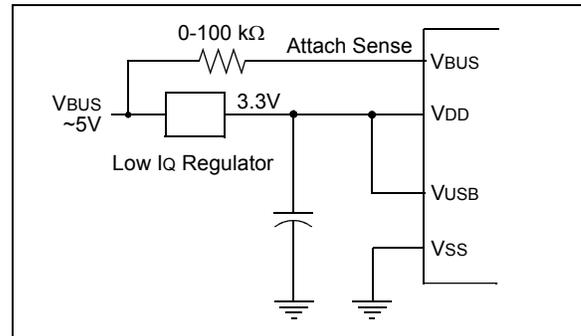 0-100 kΩ
Attach Sense
VBUS
VBUS
~5V
3.3V
VDD
Low IQ Regulator
VUSB
VSS